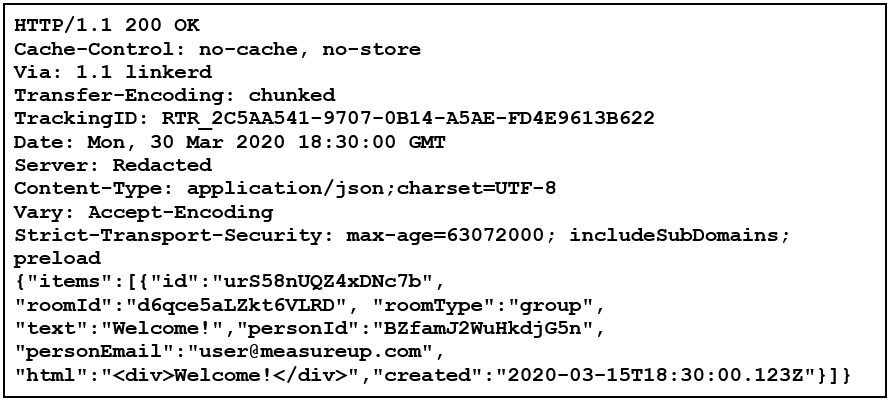 HTTP/1.1 200 OK
Cache-Control: no-cache, no-store
Via: 1.1 linkerd
Transfer-Encoding: chunked
TrackingID: RTR_2C5AA541-9707-0B14-A5AE-FD4E9613B622
Date: Mon, 30 Mar 2020 18:30:00 GMT
Server: Redacted
Content-Type: application/json;charset=UTF-8
Vary: Accept-Encoding
Strict-Transport-Security: max-age=63072000; includeSubDomains;
preload
{"items":[{"id":"urS58nUQZ4xDNc7b",
"roomId":"d6qce5aLZkt6VLRD", "roomType":"group",
"text":"Welcome!","personId":"BZfamJ2WuHkdjG5n",
"personEmail":"user@measureup.com",
"html":"<div>Welcome!</div>","created":"2020-03-15T18:30:00.123Z"}]}